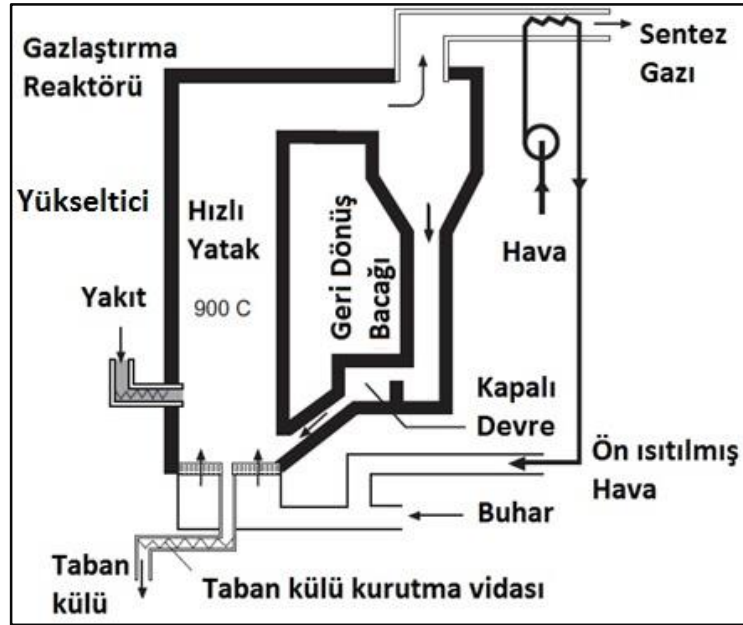 Gazlaştırma
Reaktörü
Sentez
Gazı
Yükseltici
Hızlı
Yatak
900 C
Geri Dönüş
Bacağı
Hava
Yakıt
Kapalı
Devre
Ön ısıtılmış
Hava
Buhar
Taban
külü
Taban külü kurutma vidası